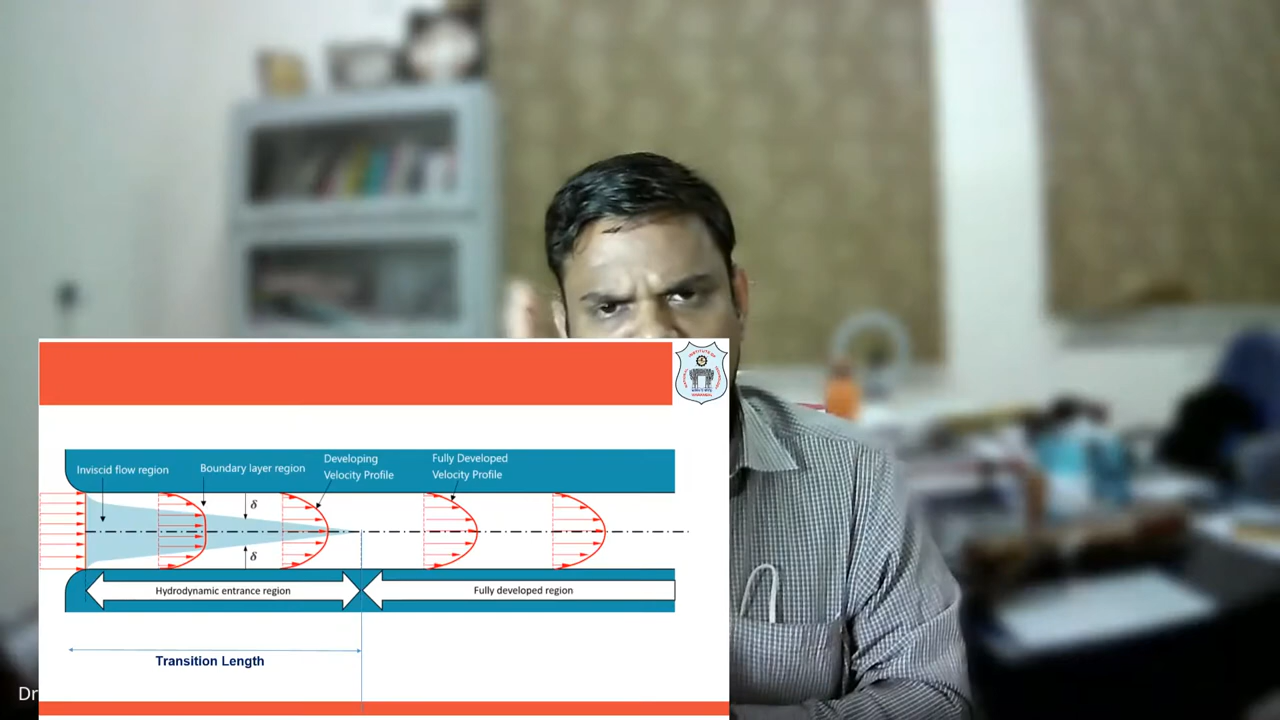 Inviscid flow region
Boundary layer region
Developing
Velocity Profile
Fully Developed
Velocity Profile
δ
δ
Hydrodynamic entrance region
Fully developed region
Transition Length
Dr